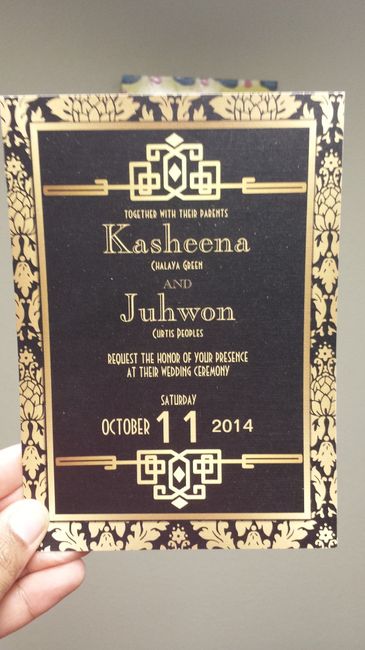 TOGETHER WITH THEIR PARENTS
Kasheena
CHALAYA GREEN
AND
Juhwon
CURTIS PEOPLES
REQUEST THE HONOR OF YOUR PRESENCE
AT THEIR WEDDING CEREMONY
SATURDAY
OCTOBER 11 2014